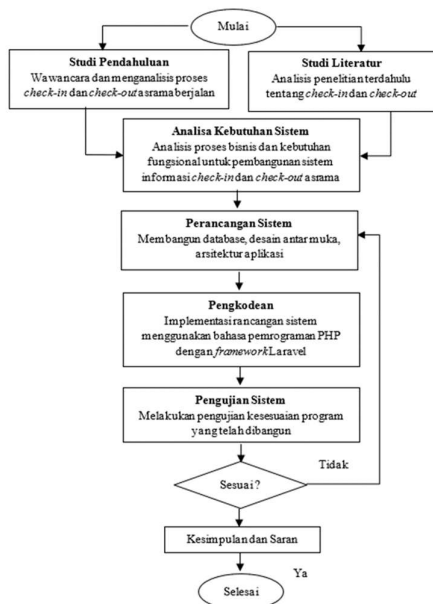 Mulai
Studi Pendahuluan
Wawancara dan menganalisis proses
check-in dan check-out asrama berjalan
Studi Literatur
Analisis penelitian terdahulu
tentang check-in dan check-out
Analisa Kebutuhan Sistem
Analisis proses bisnis dan kebutuhan
fungsional untuk pembangunan sistem
informasi check-in dan check-out asrama
Perancangan Sistem
Membangun database, desain antar muka,
arsitektur aplikasi
Pengkodean
Implementasi rancangan sistem
menggunakan bahasa pemrograman PHP
dengan framework Laravel
Pengujian Sistem
Melakukan pengujian kesesuaian program
yang telah dibangun
Tidak
Sesuai?
Kesimpulan dan Saran
Ya
Selesai